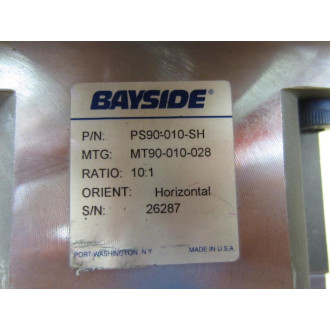 BAYSIDE®
P/N: PS90-010-SH
MTG: MT90-010-028
RATIO: 10:1
ORIENT: Horizontal
S/N: 26287
PORT WASHINGTON N.Y. MADE IN U.S.A.